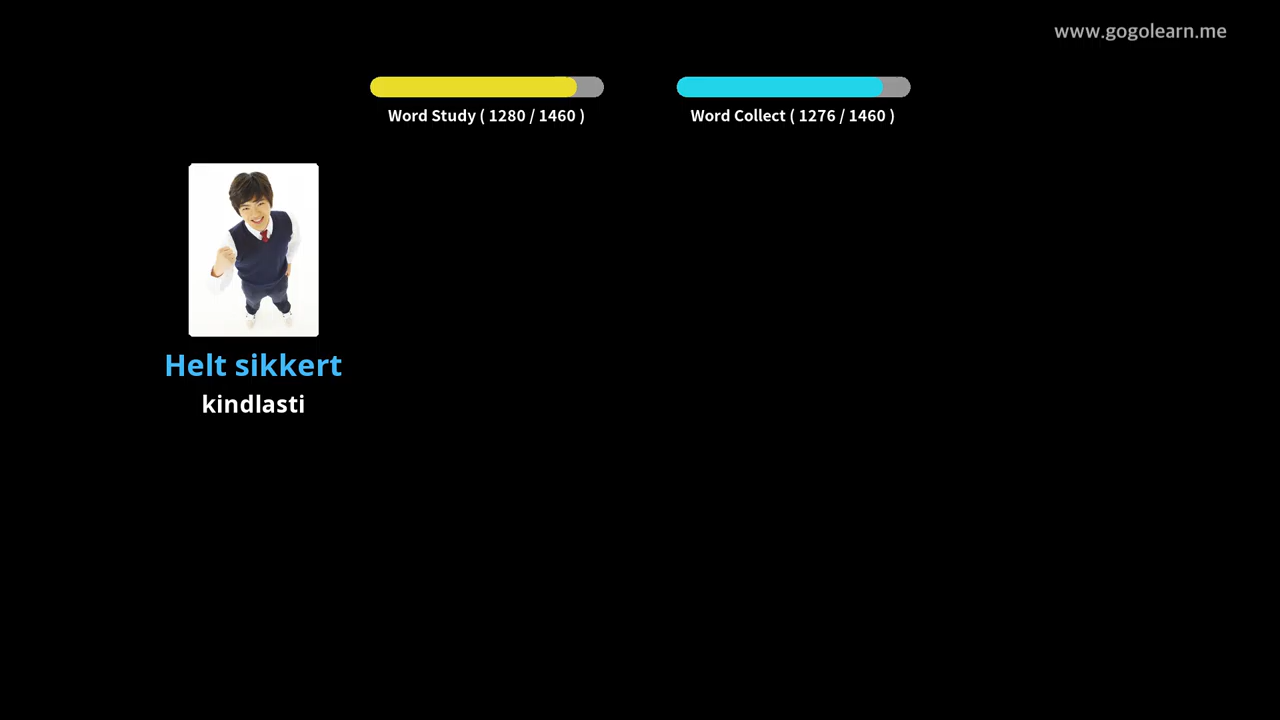 www.gogolearn.me
Word Study ( 1280 / 1460 )
Word Collect ( 1276 / 1460 )
Helt sikkert
kindlasti